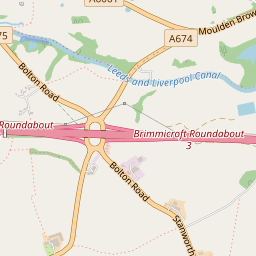 A6061
Moulden Brow
75
A674
Leeds and Liverpool Canal
Bolton Road
Roundabout
Brimmicroft Roundabout
3
Bolton Road
Stanworth